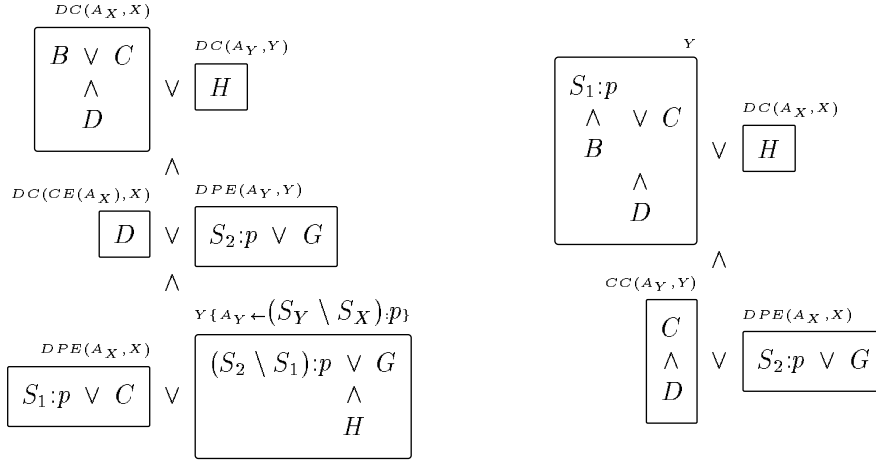 DC(A_X,X)
DC(A_Y,Y)
B ∨ C
∧
D
∨
H
∧
DC(CE(A_X),X)
DPE(A_Y,Y)
D
∨
S_2:p ∨ G
∧
Y{A_Y←(S_Y \ S_X):p}
DPE(A_X,X)
S_1:p ∨ C
∨
(S_2 \ S_1):p ∨ G
∧
H
Y
DC(A_X,X)
S_1:p
∧ ∨ C
B
∧
D
∨
H
∧
CC(A_Y,Y)
DPE(A_X,X)
C
∧
D
∨
S_2:p ∨ G